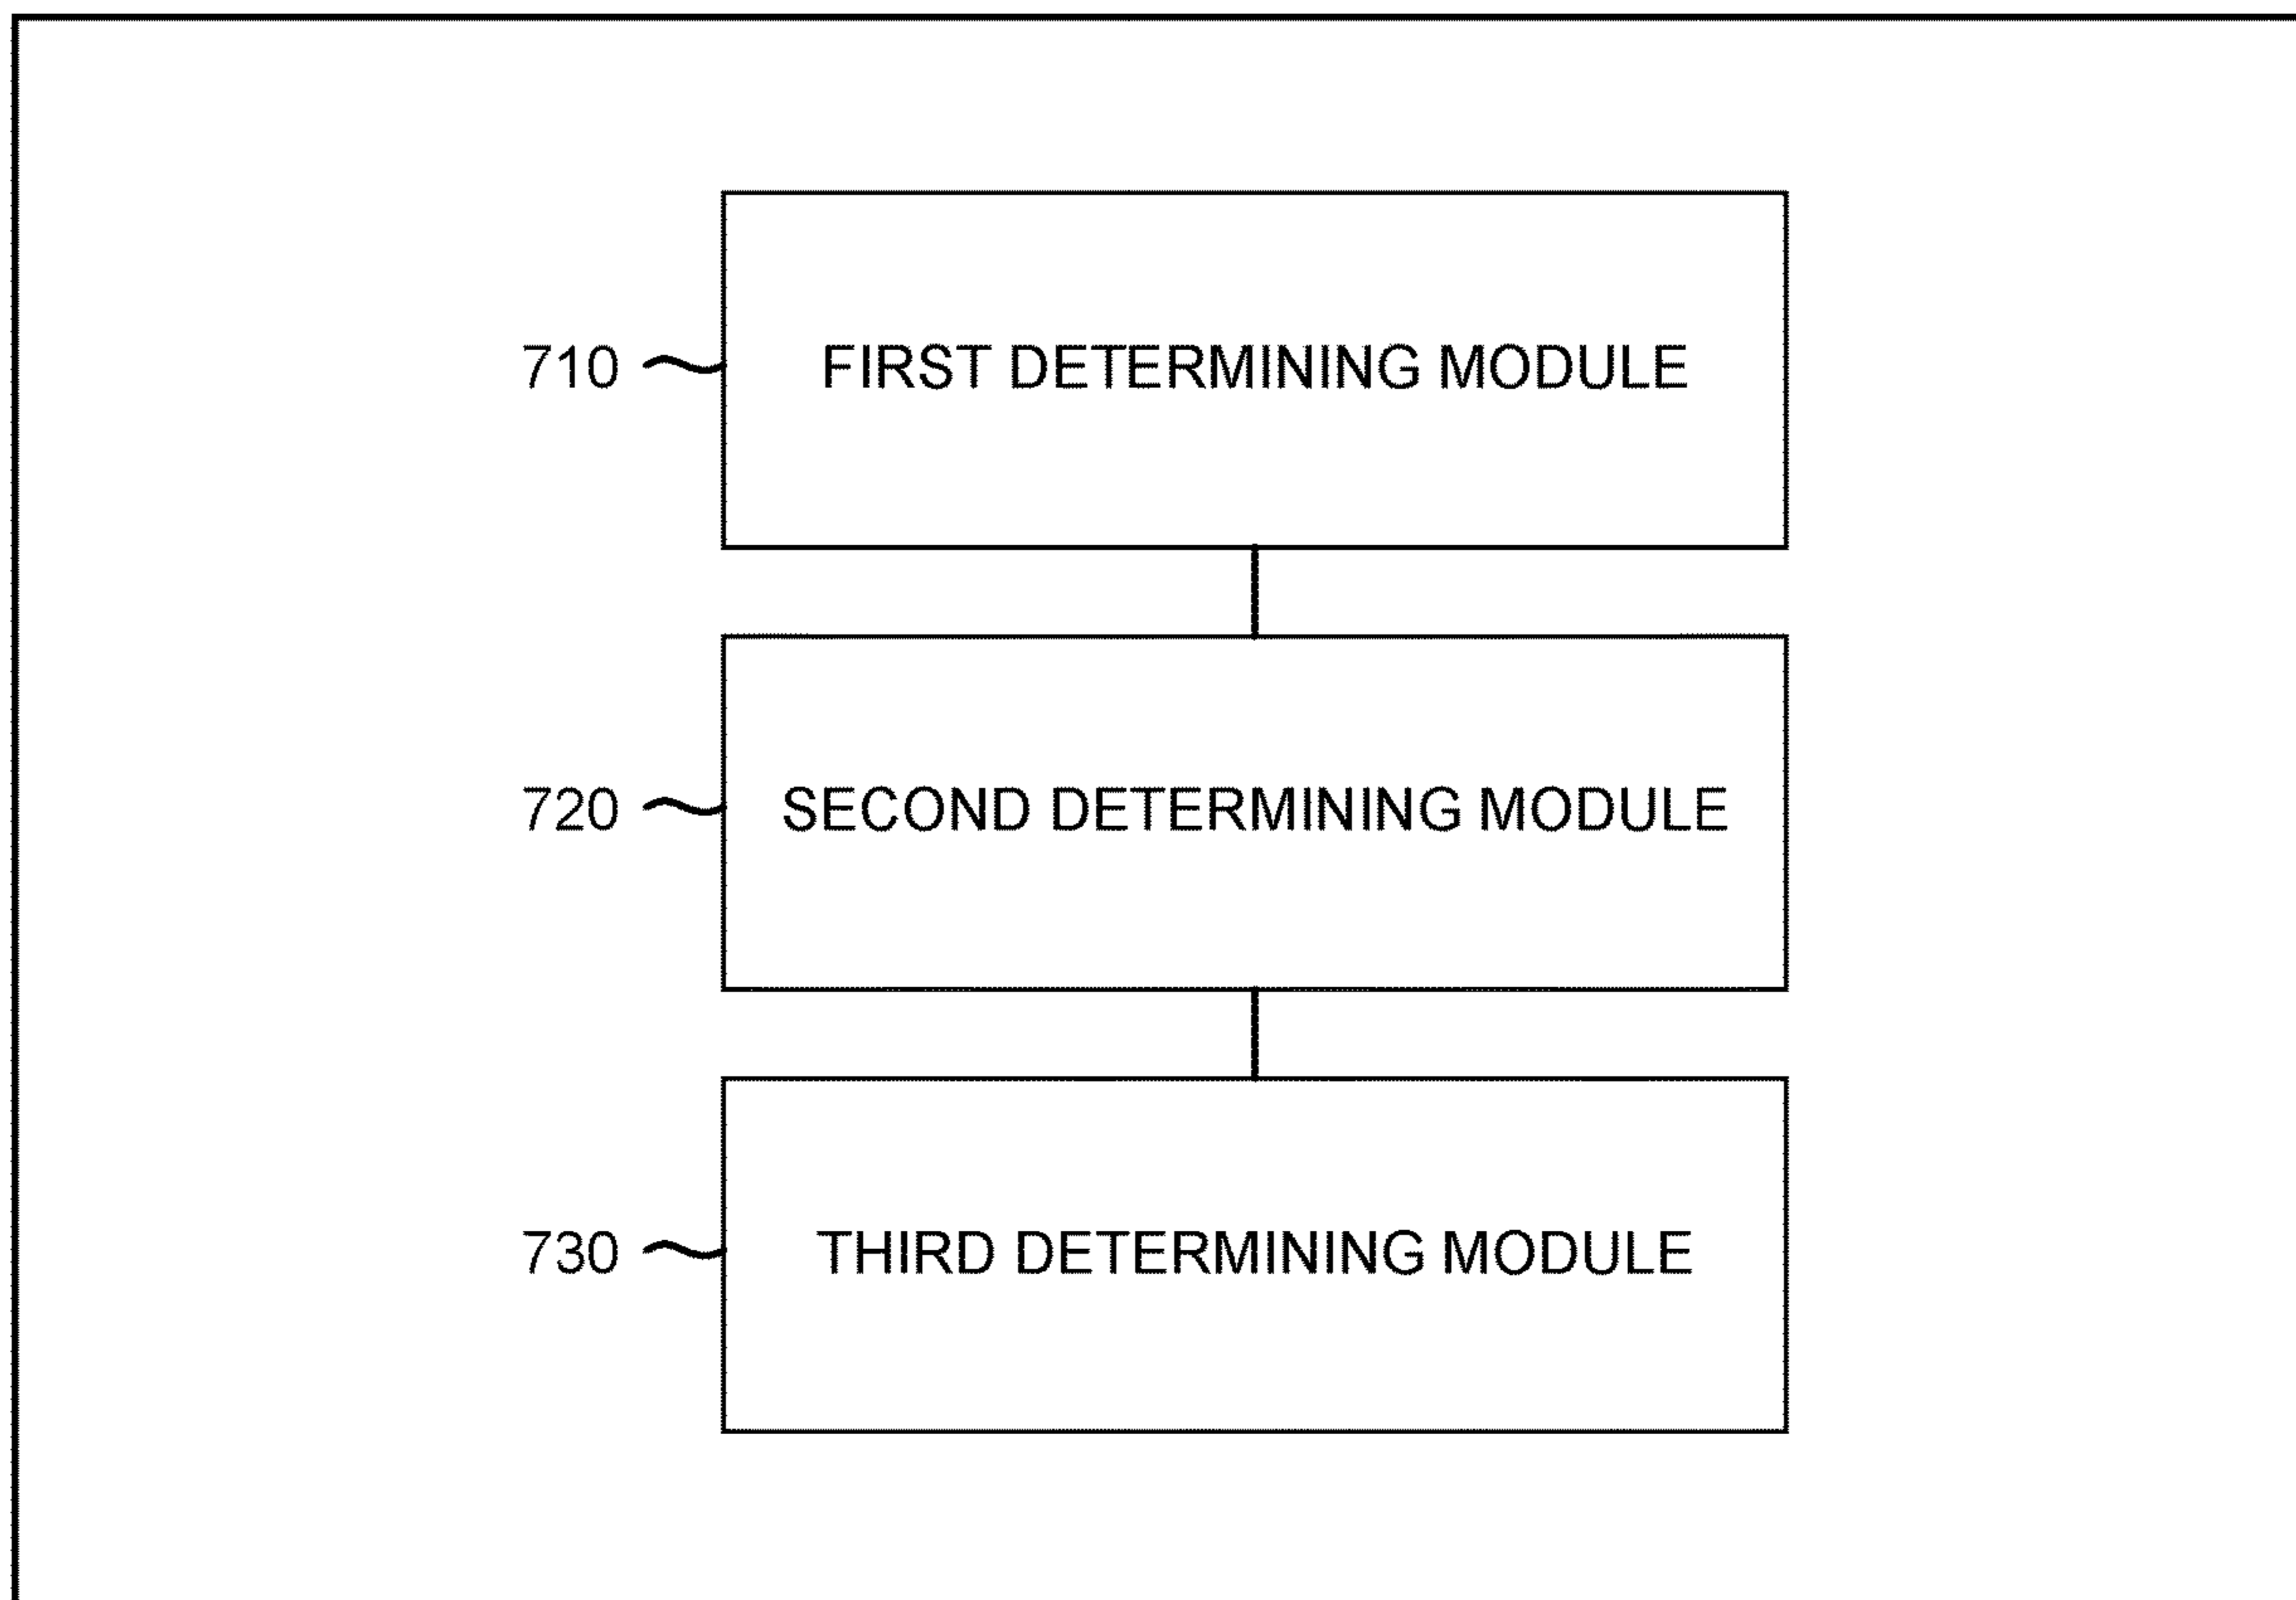 710 FIRST DETERMINING MODULE
720 SECOND DETERMINING MODULE
730 THIRD DETERMINING MODULE